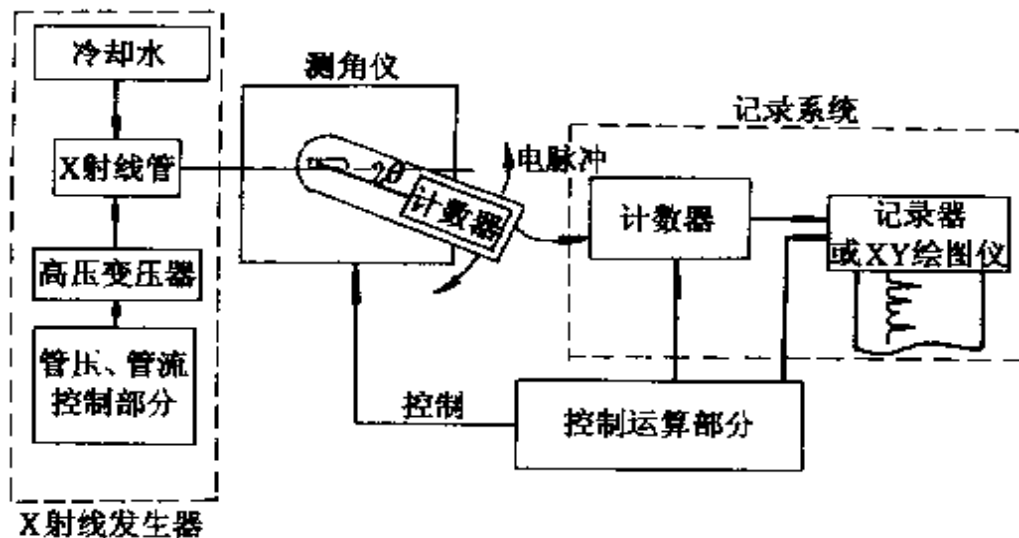 冷却水
X射线管
高压变压器
管压、管流
控制部分
X射线发生器
测角仪
2θ
计数器
电脉冲
记录系统
计数器
记录器
或XY绘图仪
控制
控制运算部分